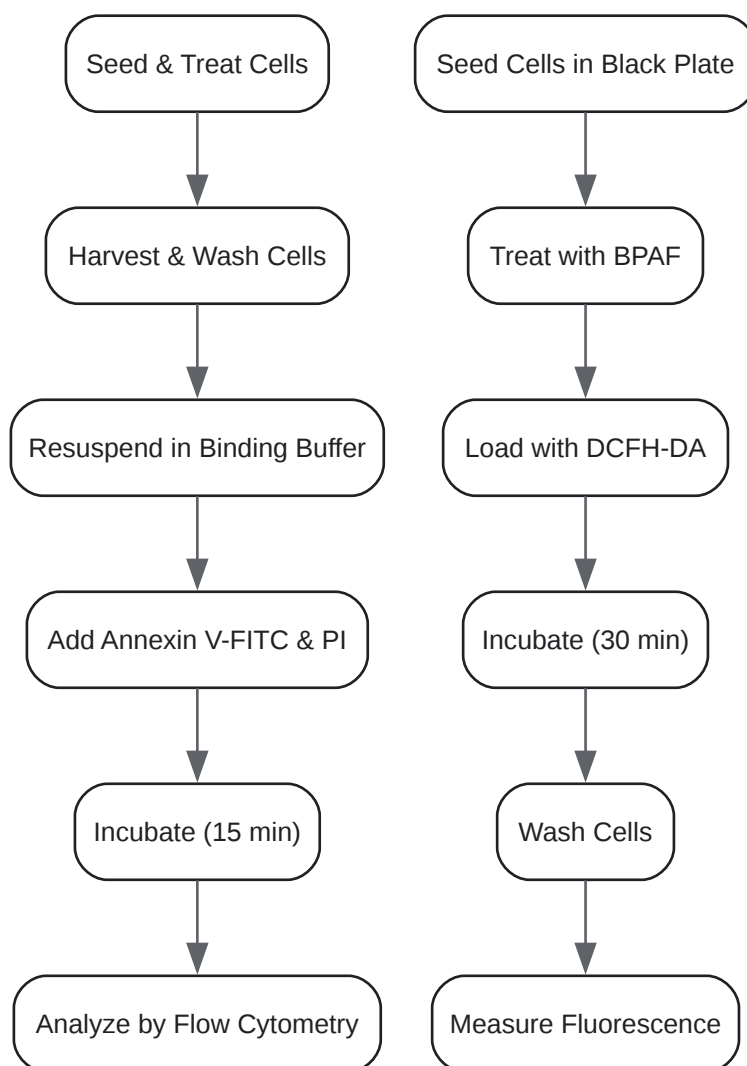 Seed & Treat Cells
Harvest & Wash Cells
Resuspend in Binding Buffer
Add Annexin V-FITC & PI
Incubate (15 min)
Analyze by Flow Cytometry
Seed Cells in Black Plate
Treat with BPAF
Load with DCFH-DA
Incubate (30 min)
Wash Cells
Measure Fluorescence